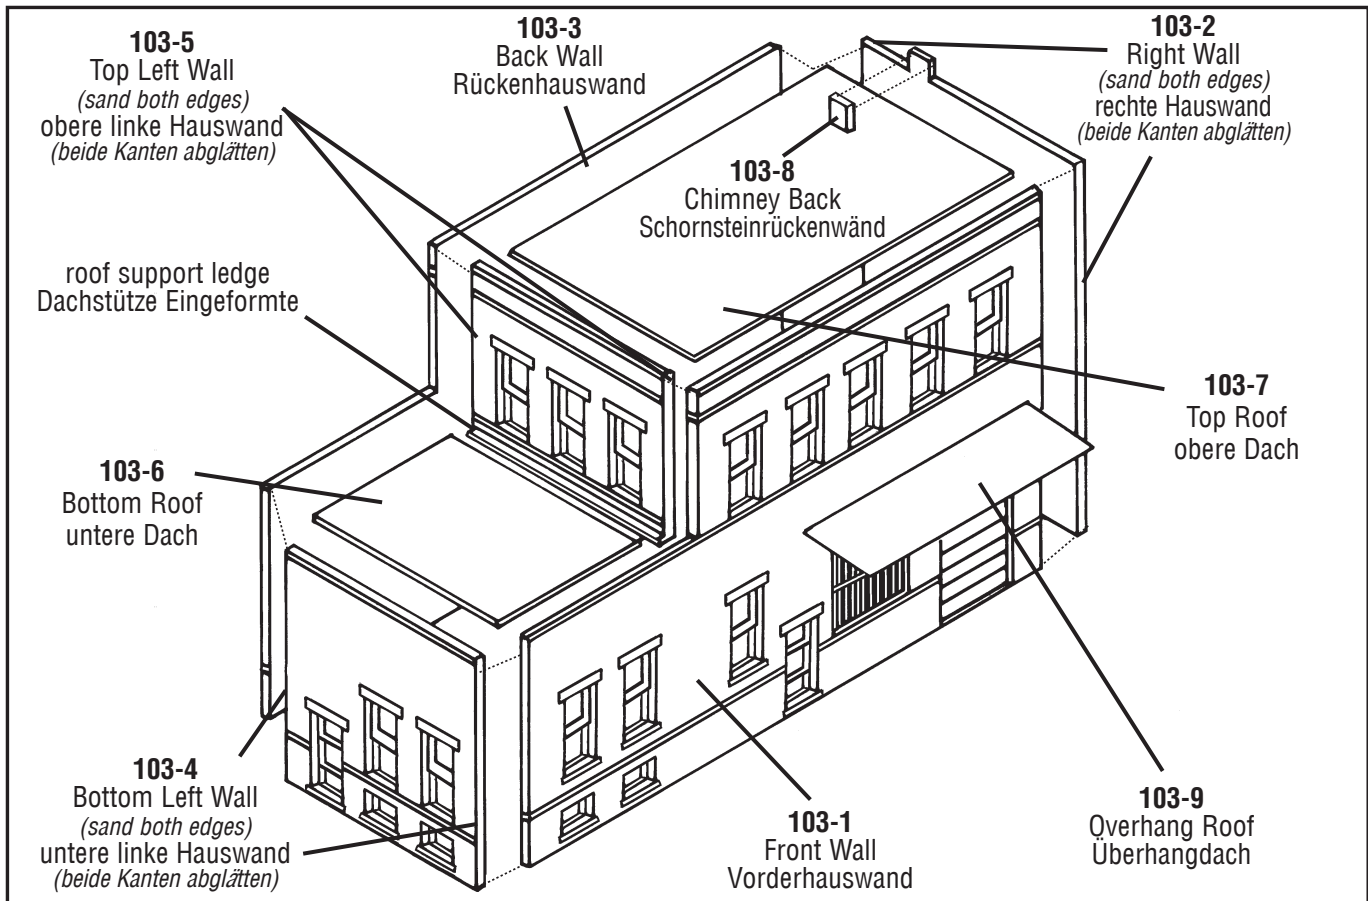 103-5
Top Left Wall
(sand both edges)
obere linke Hauswand
(beide Kanten abglätten)
103-3
Back Wall
Rückenhauswand
103-2
Right Wall
(sand both edges)
rechte Hauswand
(beide Kanten abglätten)
103-8
Chimney Back
Schornsteinrückenwänd
roof support ledge
Dachstütze Eingeformte
103-7
Top Roof
obere Dach
103-6
Bottom Roof
untere Dach
103-4
Bottom Left Wall
(sand both edges)
untere linke Hauswand
(beide Kanten abglätten)
103-1
Front Wall
Vorderhauswand
103-9
Overhang Roof
Überhangdach